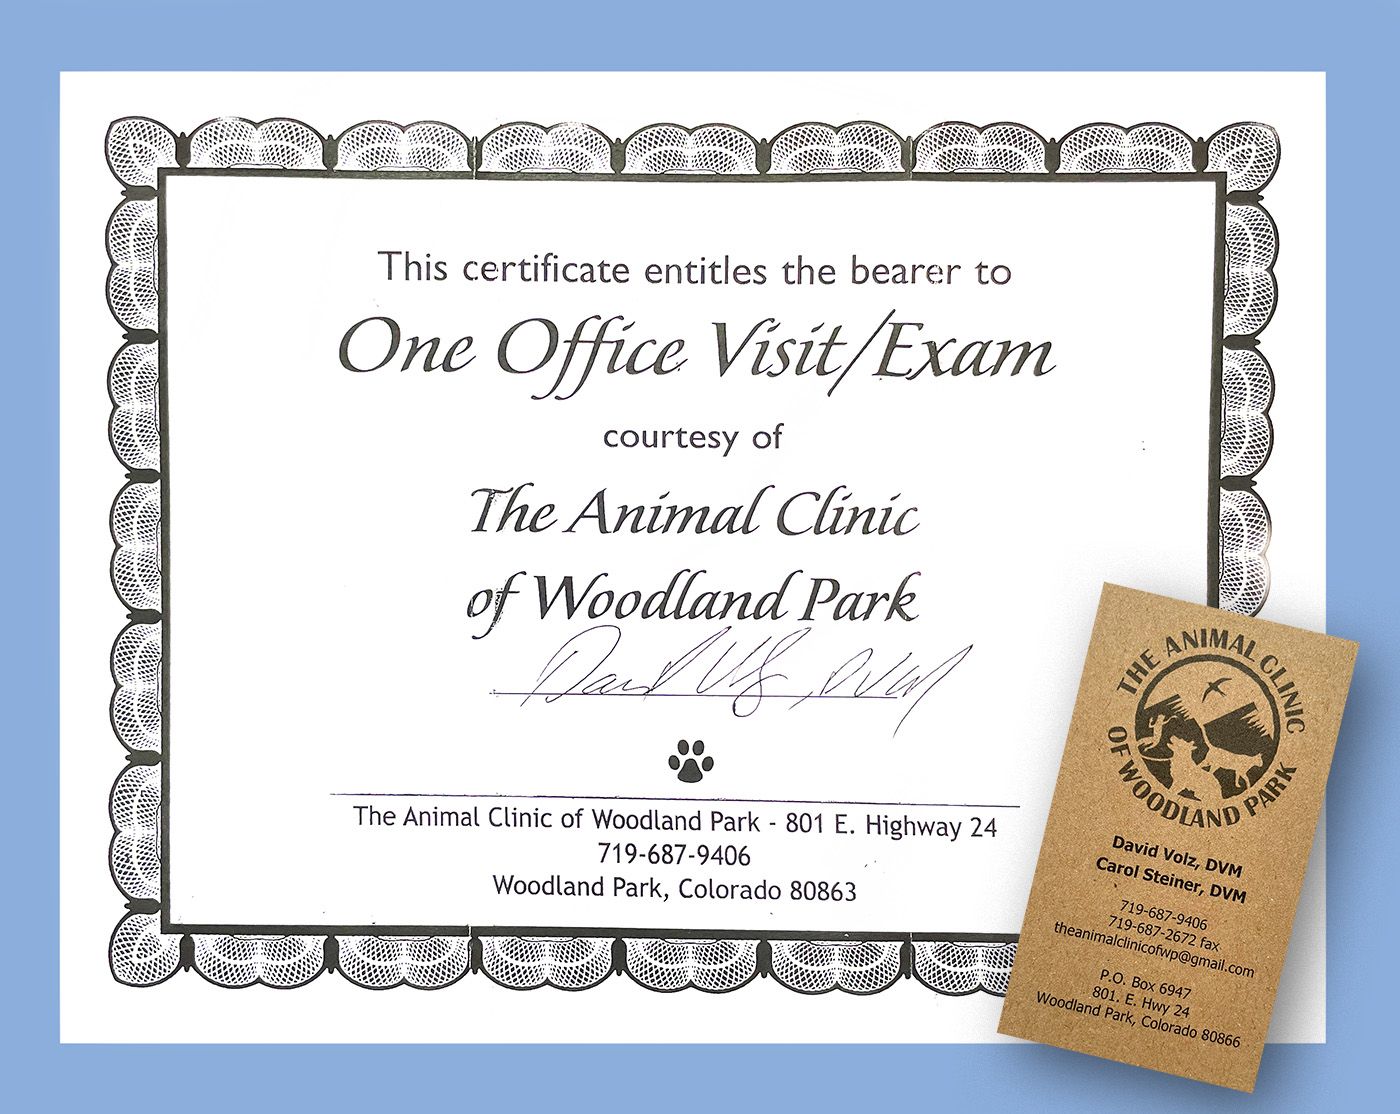 This certificate entitles the bearer to
One Office Visit/Exam
courtesy of
The Animal Clinic
of Woodland Park
David Volz, DVM
The Animal Clinic of Woodland Park - 801 E. Highway 24
719-687-9406
Woodland Park, Colorado 80863
THE ANIMAL CLINIC
OF WOODLAND PARK
David Volz, DVM
Carol Steiner, DVM
719-687-9406
719-687-2672 fax
theanimalclinicofwp@gmail.com
P.O. Box 6947
801. E. Hwy 24
Woodland Park, Colorado 80866